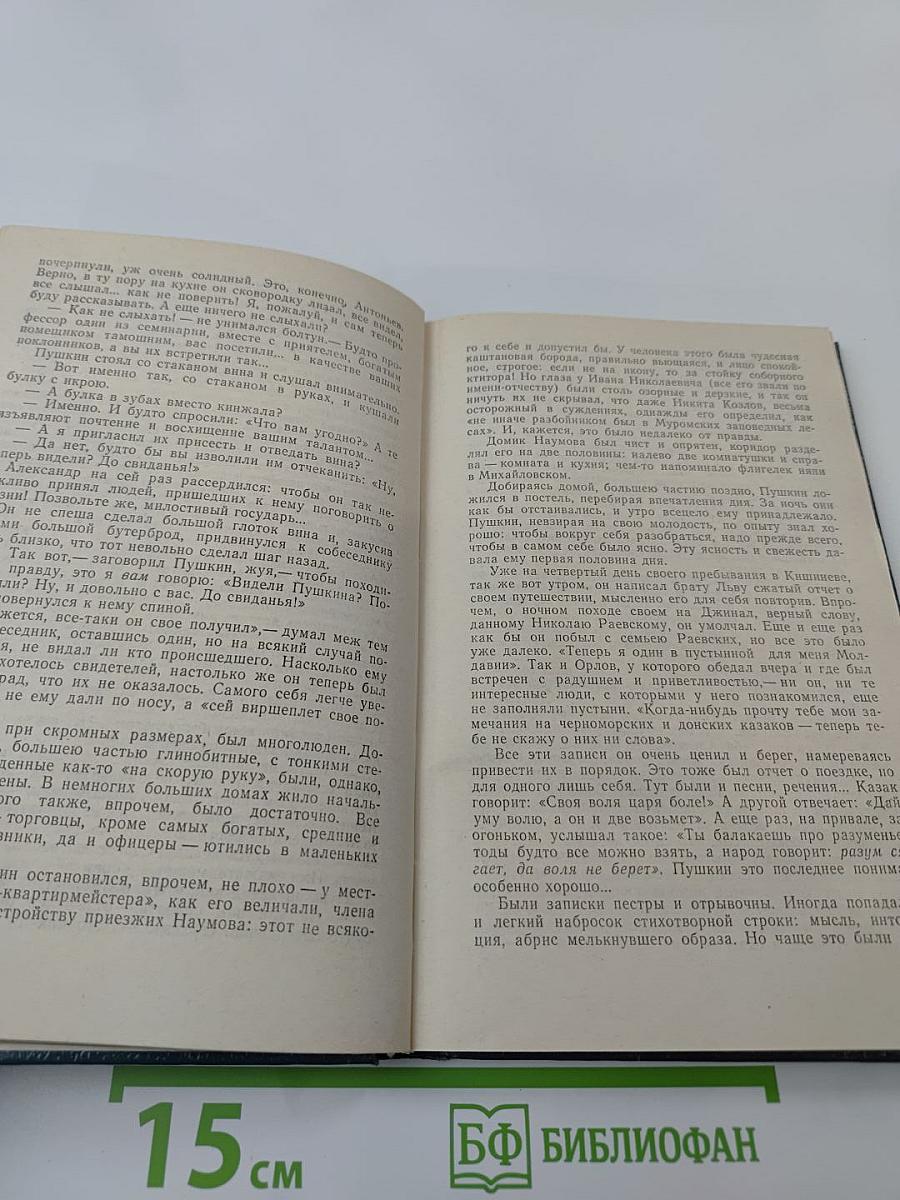 почерпнули, уж очень солидный. Это, конечно, Антоньев.
Верно, в ту пору на кухне он сковородку лизал, все видел,
все слышал... как не поверить! Я, пожалуй, и сам теперь
буду рассказывать. А еще ничего не слыхали?
— Как не слыхать! — не унимался болтун.— Будто про-
фессор один из семинарии, вместе с приятелем, богатым
помещиком тамошним, вас посетили... в качестве ваших
поклонников, а вы их встретили так...
Пушкин стоял со стаканом вина и слушал внимательно.
— Вот именно так, со стаканом в руках, и кушали
булку с икрою.
— А булка в зубах вместо кинжала?
— Именно. И будто спросили: «Что вам угодно?» А те
изъявляют почтение и восхищение вашим талантом...
— А я пригласил их присесть и отведать вина?
— Да нет, будто бы вы изволили им отчеканить: «Ну,
перь видели? До свиданья!»
Александр на сей раз рассердился: чтобы он так не-
жливо принял людей, пришедших к нему поговорить о
зии! Позвольте же, милостивый государь...
Он не спеша сделал большой глоток вина и, закусив
ами большой бутерброд, придвинулся к собеседнику
ь близко, что тот невольно сделал шаг назад.
Так вот,— заговорил Пушкин, жуя,— чтобы походи-
правду, это я вам говорю: «Видели Пушкина? По-
или? Ну, и довольно с вас. До свиданья!»
повернулся к нему спиной.
жется, все-таки он свое получил»,— думал меж тем
еседник, оставшись один, но на всякий случай по-
я, не видал ли кто происшедшего. Насколько ему
хотелось свидетелей, настолько же он теперь был
рад, что их не оказалось. Самого себя легче уве-
не ему дали по носу, а «сей виршеплет свое по-
при скромных размерах, был многолюден. До-
, большею частью глинобитные, с тонкими сте-
денные как-то «на скорую руку», были, однако,
ены. В немногих больших домах жило началь-
ого также, впрочем, было достаточно. Все
торговцы, кроме самых богатых, средние и
вники, да и офицеры — ютились в маленьких
ин остановился, впрочем, не плохо — у мест-
-квартирмейстера», как его величали, члена
стройству приезжих Наумова: этот не всяко-
го к себе и допустил бы. У человека этого была чудесная
каштановая борода, правильно вьющаяся, и лицо спокой-
ное, строгое: если не на икону, то за стойку соборного
ктитора! Но глаза у Ивана Николаевича (все его звали по
имени-отчеству) были столь озорные и дерзкие, и так он
ничуть их не скрывал, что даже Никита Козлов, весьма
осторожный в суждениях, однажды его определил, как
«не иначе разбойником был в Муромских заповедных ле-
сах». И, кажется, это было недалеко от правды.
Домик Наумова был чист и опрятен, коридор разде-
лял его на две половины: налево две комнатушки и спра-
ва — комната и кухня; чем-то напоминало флигелек няни
в Михайловском.
Добираясь домой, большею частью поздно, Пушкин ло-
жился в постель, перебирая впечатления дня. За ночь они
как бы отстаивались, и утро всецело ему принадлежало.
Пушкин, невзирая на свою молодость, по опыту знал хо-
рошо: чтобы вокруг себя разобраться, надо прежде всего,
чтобы в самом себе было ясно. Эту ясность и свежесть да-
вала ему первая половина дня.
Уже на четвертый день своего пребывания в Кишиневе,
так же вот утром, он написал брату Льву сжатый отчет о
своем путешествии, мысленно его для себя повторив. Впро-
чем, о ночном походе своем на Джинал, верный слову,
данному Николаю Раевскому, он умолчал. Еще и еще раз
как бы он побыл с семьею Раевских, но все это было
уже далеко. «Теперь я один в пустынной для меня Мол-
давии». Так и Орлов, у которого обедал вчера и где был
встречен с радушием и приветливостью,— ни он, ни те
интересные люди, с которыми у него познакомился, еще
не заполняли пустыни. «Когда-нибудь прочту тебе мои за-
мечания на черноморских и донских казаков — теперь те-
бе не скажу о них ни слова».
Все эти записи он очень ценил и берег, намереваясь
привести их в порядок. Это тоже был отчет о поездке, но
для одного лишь себя. Тут были и песни, речения... Казак
говорит: «Своя воля царя боле!» А другой отвечает: «Дай
уму волю, а он и две возьмет». А еще раз, на привале, за
огоньком, услышал такое: «Ты балакаешь про разуменье
тоды будто все можно взять, а народ говорит: разум ся
гает, да воля не берет». Пушкин это последнее понима
особенно хорошо...
Были записки пестры и отрывочны. Иногда попадал
и легкий набросок стихотворной строки: мысль, инто
ция, абрис мелькнувшего образа. Но чаще это были
15 см
БФ БИБЛИОФАН